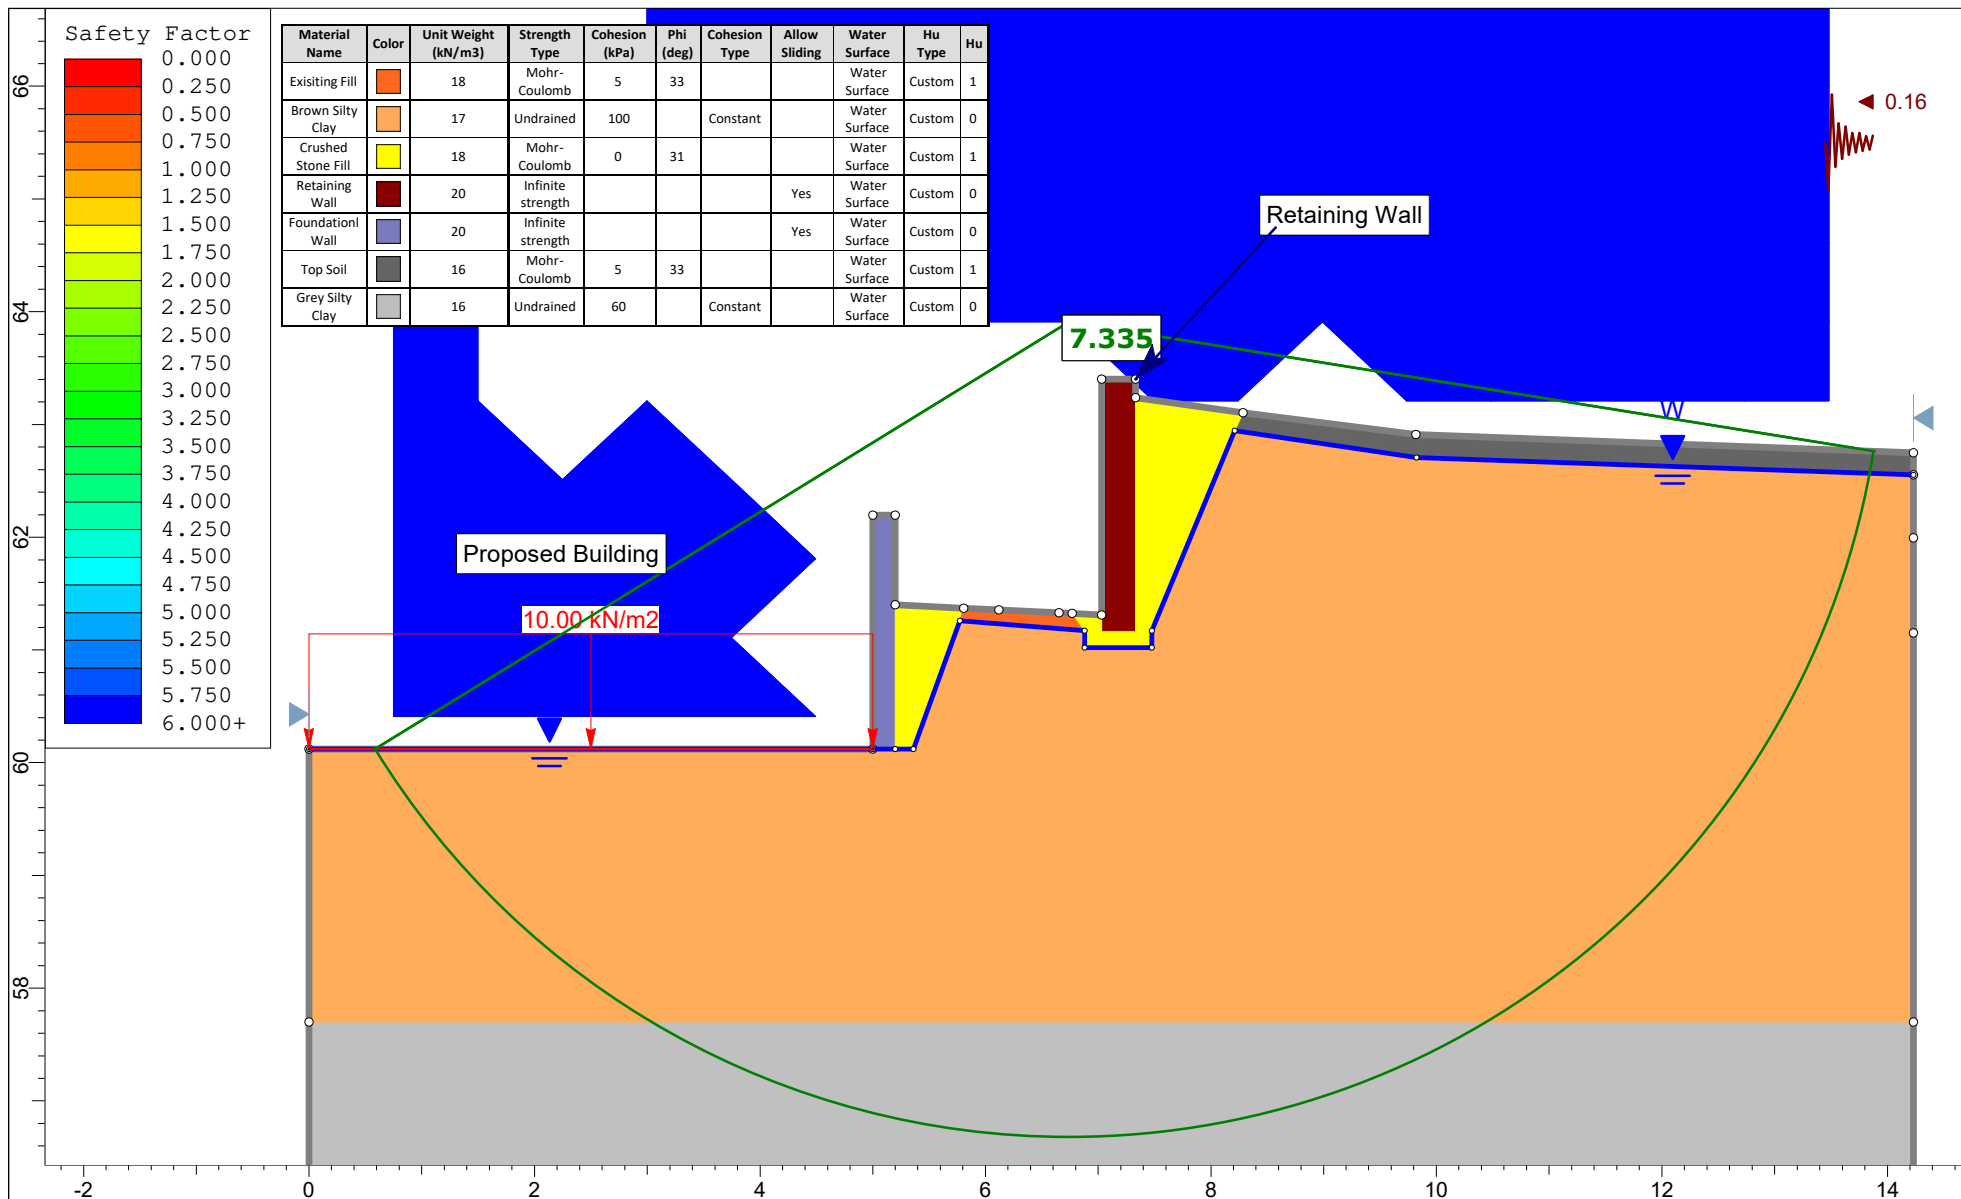 Safety Factor
0.000
0.250
0.500
0.750
1.000
1.250
1.500
1.750
2.000
2.250
2.500
2.750
3.000
3.250
3.500
3.750
4.000
4.250
4.500
4.750
5.000
5.250
5.500
5.750
6.000+
Material Name Color Unit Weight (kN/m3) Strength Type Cohesion (kPa) Phi (deg) Cohesion Type Allow Sliding Water Surface Hu Type Hu
Exisiting Fill 18 Mohr-Coulomb 5 33 Water Surface Custom 1
Brown Silty Clay 17 Undrained 100 Constant Water Surface Custom 0
Crushed Stone Fill 18 Mohr-Coulomb 0 31 Water Surface Custom 1
Retaining Wall 20 Infinite strength Yes Water Surface Custom 0
Foundationl Wall 20 Infinite strength Yes Water Surface Custom 0
Top Soil 16 Mohr-Coulomb 5 33 Water Surface Custom 1
Grey Silty Clay 16 Undrained 60 Constant Water Surface Custom 0
0.16
Retaining Wall
7.335
Proposed Building
10.00 kN/m2
66
64
62
60
58
-2 0 2 4 6 8 10 12 14